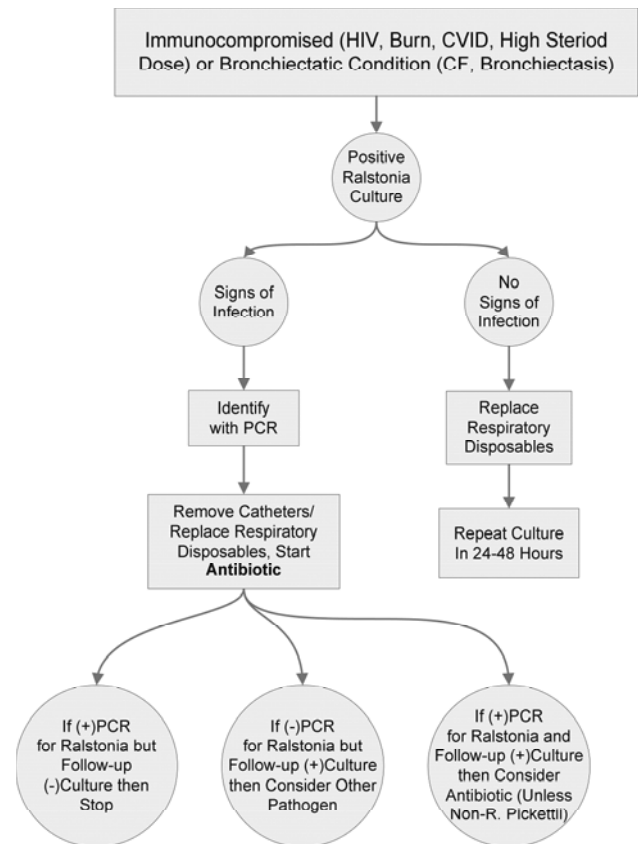 Immunocompromised (HIV, Burn, CVID, High Steriod
Dose) or Bronchiectatic Condition (CF, Bronchiectasis)
Positive
Ralstonia
Culture
Signs of
Infection
No
Signs of
Infection
Identify
with PCR
Replace
Respiratory
Disposables
Remove Catheters/
Replace Respiratory
Disposables, Start
Antibiotic
Repeat Culture
In 24-48 Hours
If (+)PCR
for Ralstonia but
Follow-up
(-)Culture then
Stop
If (-)PCR
for Ralstonia but
Follow-up (+)Culture
then Consider Other
Pathogen
If (+)PCR
for Ralstonia and
Follow-up (+)Culture
then Consider
Antibiotic (Unless
Non-R. Pickettii)